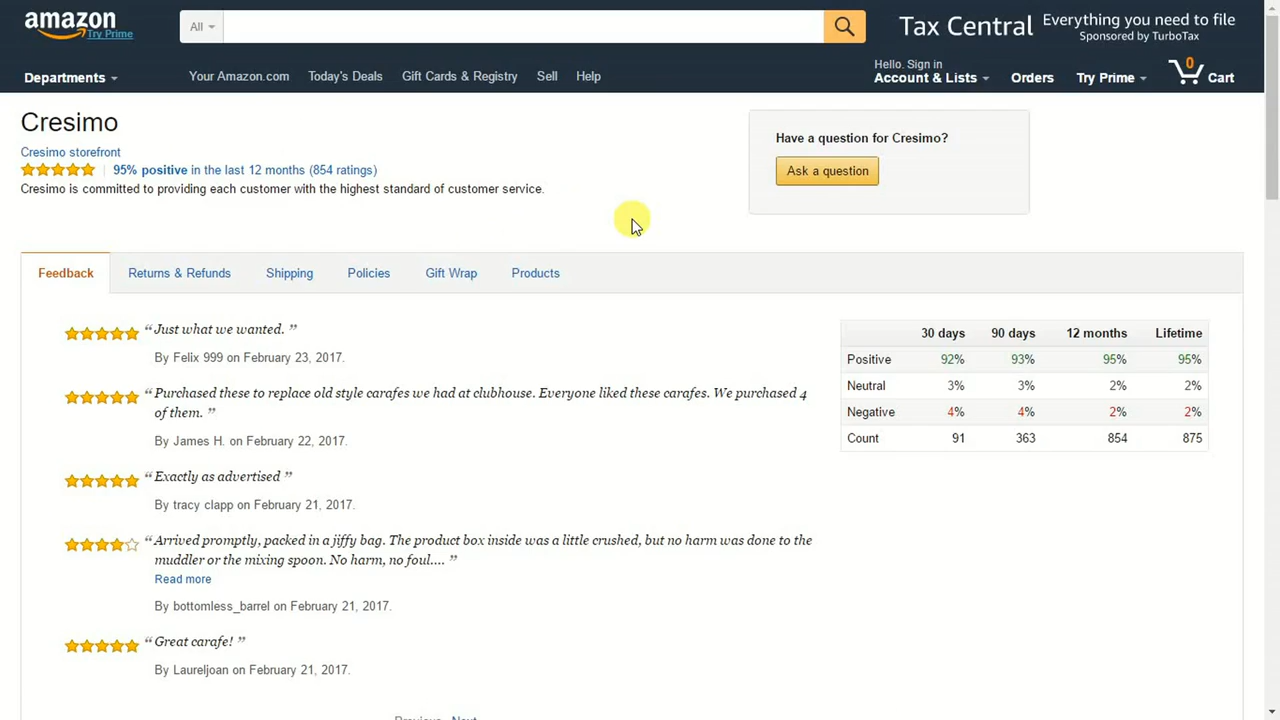 amazon
Try Prime
All
Tax Central
Everything you need to file
Sponsored by TurboTax
Departments
Your Amazon.com
Today's Deals
Gift Cards & Registry
Sell
Help
Hello. Sign in
Account & Lists
Orders
Try Prime
0
Cart
Cresimo
Cresimo storefront
95% positive in the last 12 months (854 ratings)
Cresimo is committed to providing each customer with the highest standard of customer service.
Have a question for Cresimo?
Ask a question
Feedback
Returns & Refunds
Shipping
Policies
Gift Wrap
Products
“ Just what we wanted. ”
By Felix 999 on February 23, 2017.
“ Purchased these to replace old style carafes we had at clubhouse. Everyone liked these carafes. We purchased 4
of them. ”
By James H. on February 22, 2017.
“ Exactly as advertised ”
By tracy clapp on February 21, 2017.
“ Arrived promptly, packed in a jiffy bag. The product box inside was a little crushed, but no harm was done to the
muddler or the mixing spoon. No harm, no foul.... ”
Read more
By bottomless_barrel on February 21, 2017.
“ Great carafe! ”
By Laureljoan on February 21, 2017.
30 days 90 days 12 months Lifetime
Positive 92% 93% 95% 95%
Neutral 3% 3% 2% 2%
Negative 4% 4% 2% 2%
Count 91 363 854 875
Previous Next